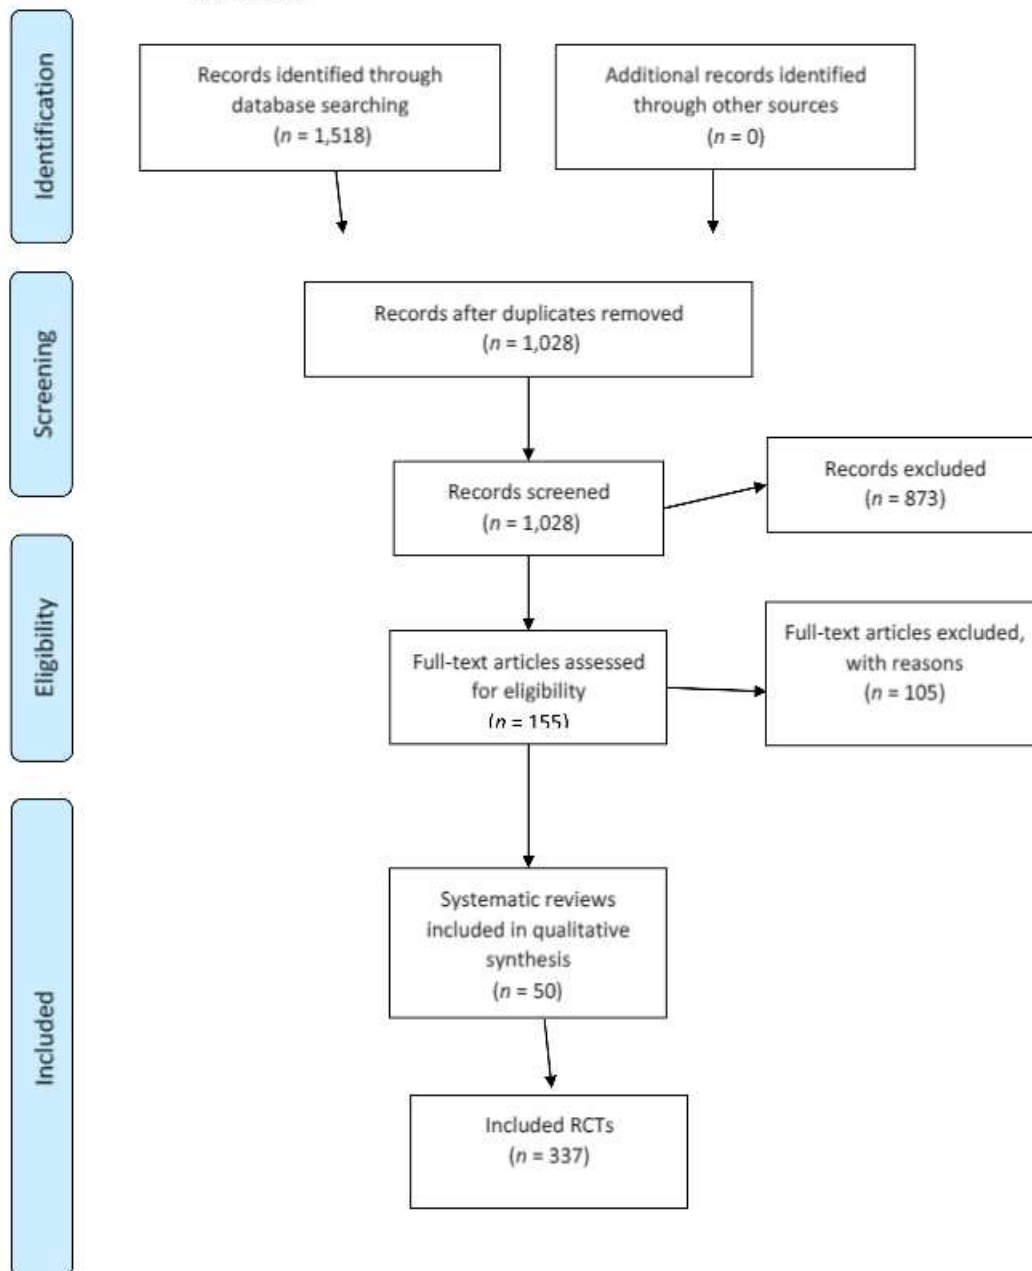 Identification
Records identified through
database searching
(n = 1,518)
Additional records identified
through other sources
(n = 0)
Screening
Records after duplicates removed
(n = 1,028)
Records screened
(n = 1,028)
Records excluded
(n = 873)
Eligibility
Full-text articles assessed
for eligibility
(n = 155)
Full-text articles excluded,
with reasons
(n = 105)
Included
Systematic reviews
included in qualitative
synthesis
(n = 50)
Included RCTs
(n = 337)